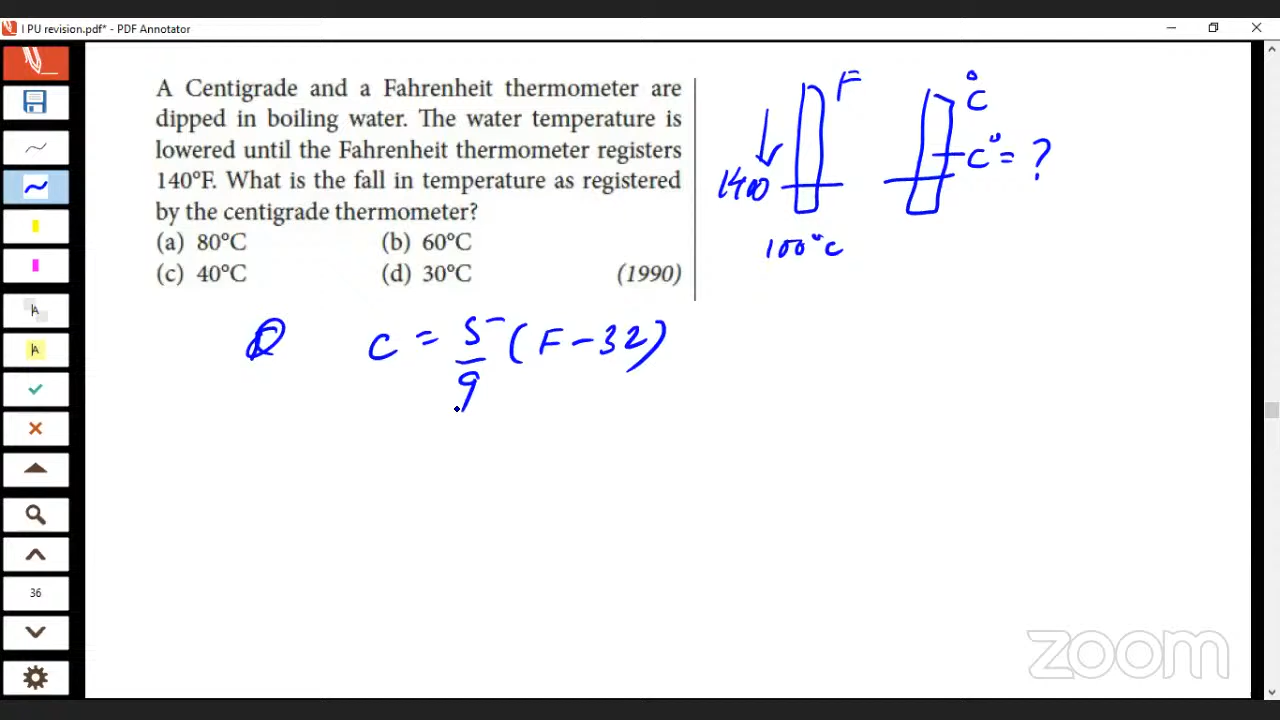 I PU revision.pdf* - PDF Annotator
A Centigrade and a Fahrenheit thermometer are
dipped in boiling water. The water temperature is
lowered until the Fahrenheit thermometer registers
140°F. What is the fall in temperature as registered
by the centigrade thermometer?
(a) 80°C (b) 60°C
(c) 40°C (d) 30°C (1990)
F
°C
140°
C° = ?
100°C
C = 5/9 (F - 32)
A
A
36
zoom